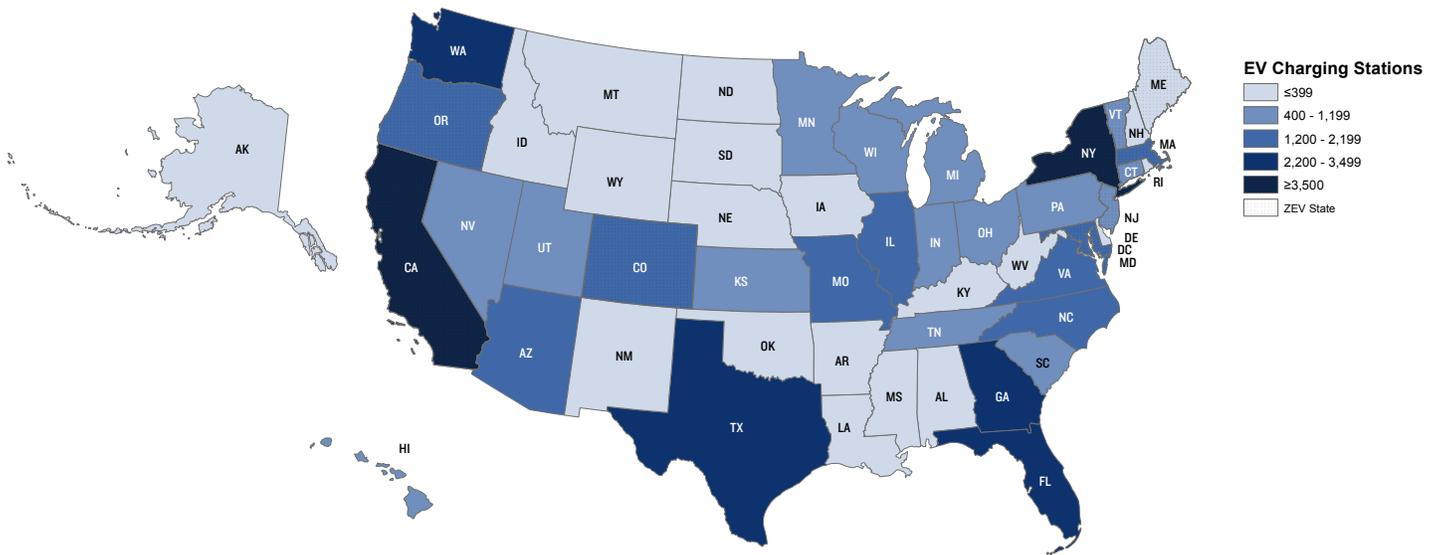 WA
MT
ND
MN
ME
OR
ID
SD
WI
MI
VT
NH
NY
MA
CT
RI
AK
WY
NE
IA
PA
NJ
NV
UT
CO
KS
MO
IL
IN
OH
WV
VA
DE
DC
MD
CA
AZ
NM
OK
AR
KY
TN
NC
SC
TX
LA
MS
AL
GA
FL
HI
EV Charging Stations
≤399
400 - 1,199
1,200 - 2,199
2,200 - 3,499
≥3,500
ZEV State